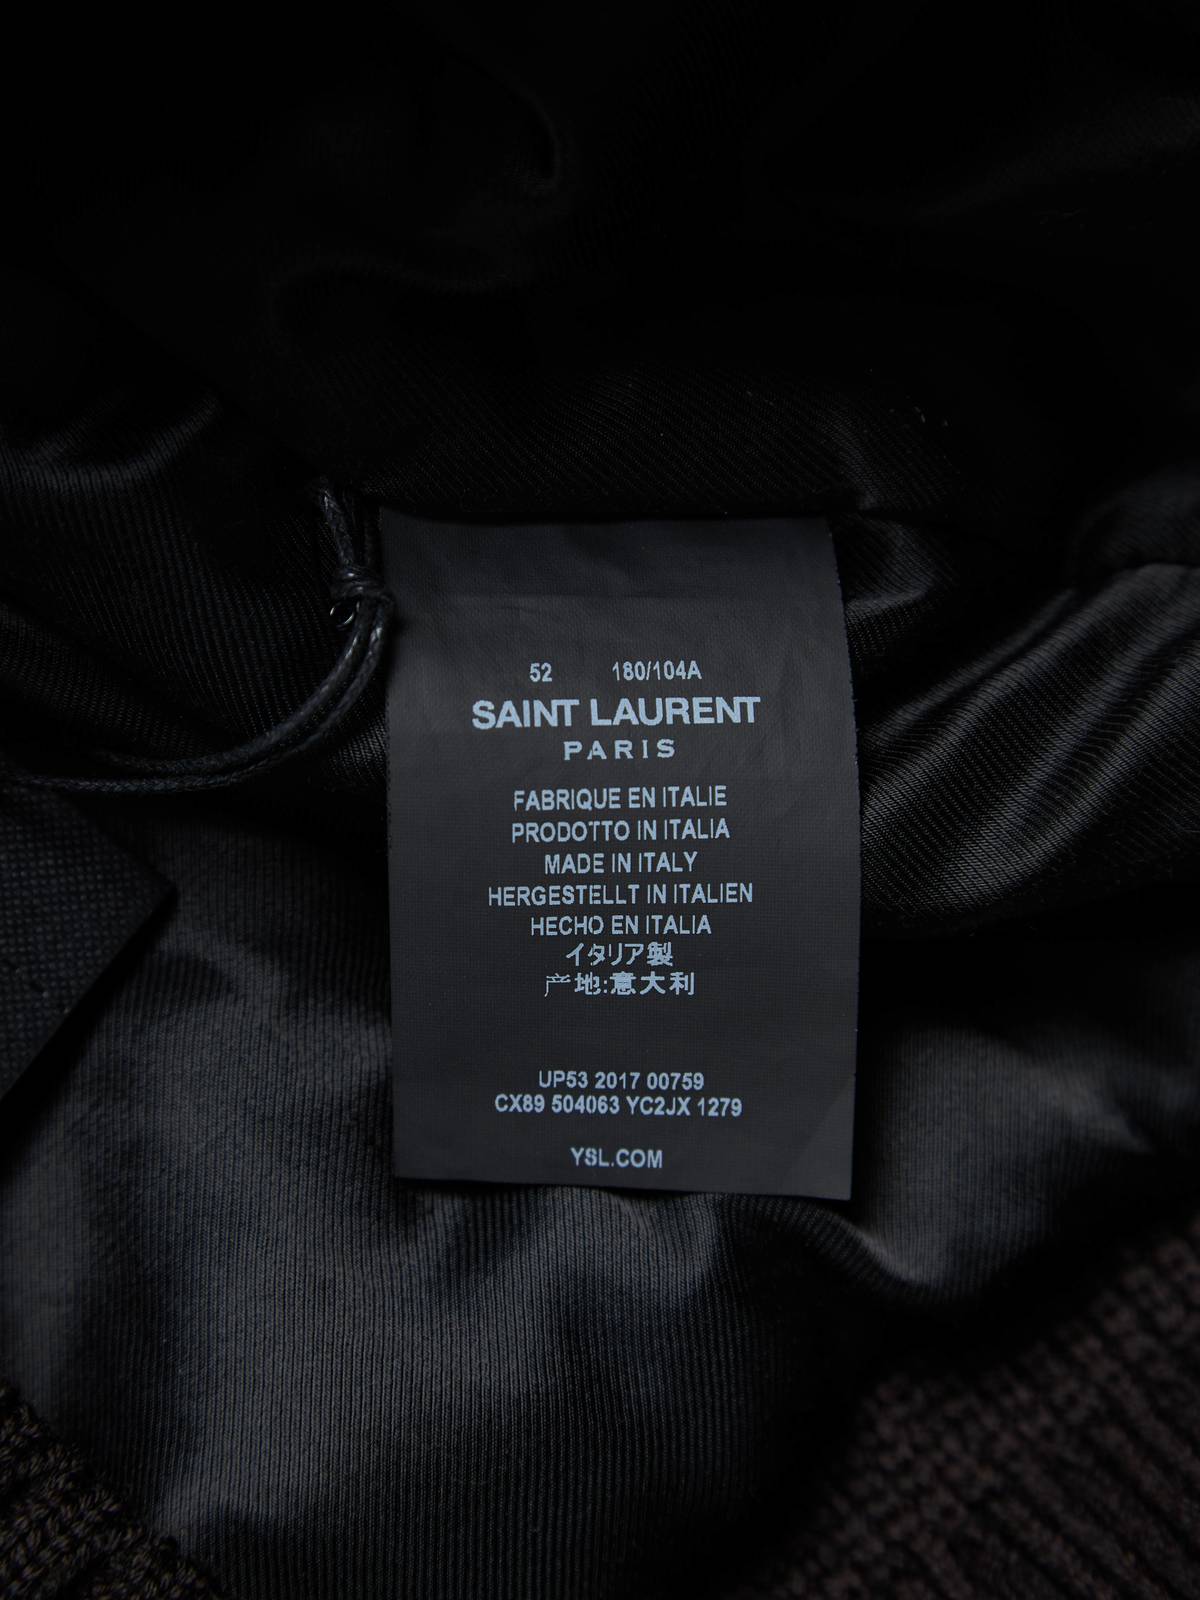 52 180/104A
SAINT LAURENT
PARIS
FABRIQUE EN ITALIE
PRODOTTO IN ITALIA
MADE IN ITALY
HERGESTELLT IN ITALIEN
HECHO EN ITALIA
イタリア製
产地:意大利
UP53 2017 00759
CX89 504063 YC2JX 1279
YSL.COM